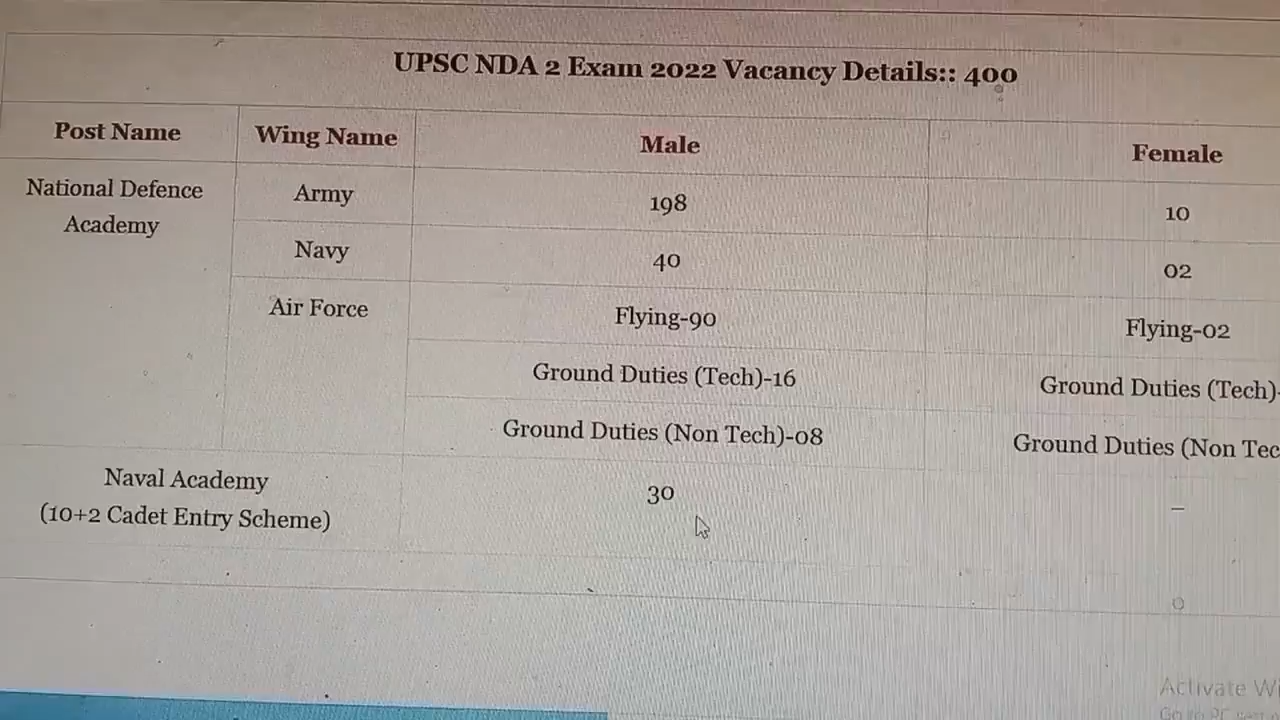 UPSC NDA 2 Exam 2022 Vacancy Details:: 400
Post Name Wing Name Male Female
National Defence
Academy
Army 198 10
Navy 40 02
Air Force Flying-90 Flying-02
Ground Duties (Tech)-16 Ground Duties (Tech)-
Ground Duties (Non Tech)-08 Ground Duties (Non Tec
Naval Academy
(10+2 Cadet Entry Scheme)
30 –
Activate Wi